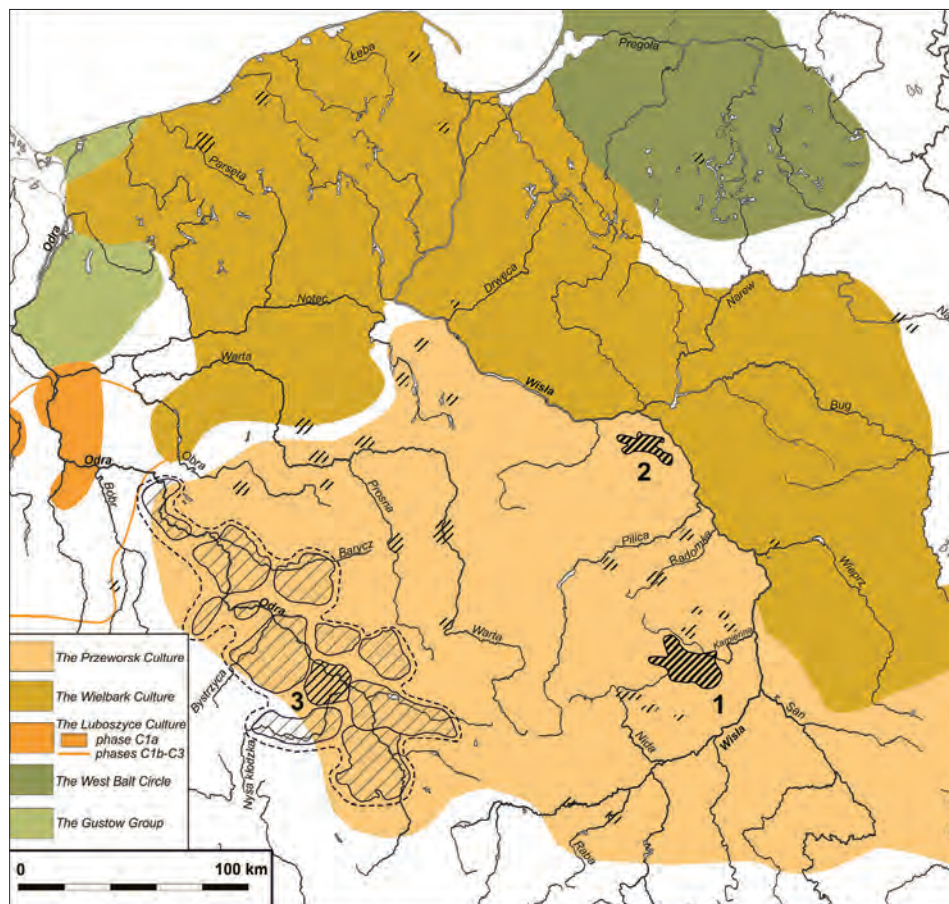 Łeba
Pregoła
Parsęta
Odra
Drwęca
Noteć
Narew
Warta
Wisła
Bug
2
Obra
Odra
Bóbr
Prosna
Pilica
Radomka
Barycz
Wieprz
Odra
Warta
Kamienna
The Przeworsk Culture
Bystrzyca
The Wielbark Culture
3
1
San
The Luboszyce Culture
phase C1a
phases C1b-C3
Nida
Wisła
Nysa Kłodzka
The West Balt Circle
The Gustow Group
Raba
0 100 km